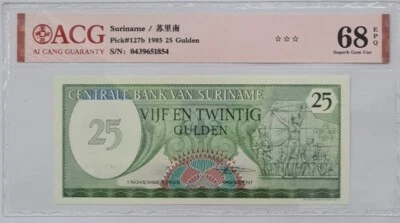 ACG
AI CANG GUARANTY
Suriname / 苏里南
Pick#127b 1985 25 Gulden
S/N: 0439651854
68
EPQ
Superb Gem Unc
CENTRALE BANK VAN SURINAME
25
25
VIJF EN TWINTIG
GULDEN
1 NOVEMBER 1985
PRESIDENT